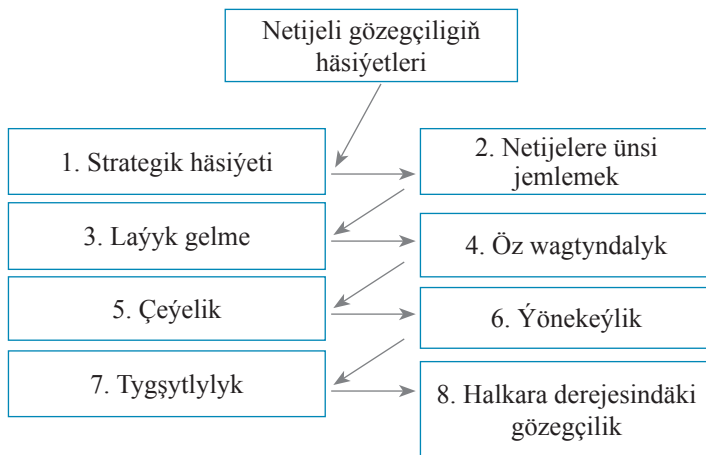 Netijeli gözegçiligiň
häsiýetleri
1. Strategik häsiýeti
2. Netijelere ünsi
jemlemek
3. Laýyk gelme
4. Öz wagtyndalyk
5. Çeýelik
6. Ýönekeýlik
7. Tygşytlylyk
8. Halkara derejesindäki
gözegçilik